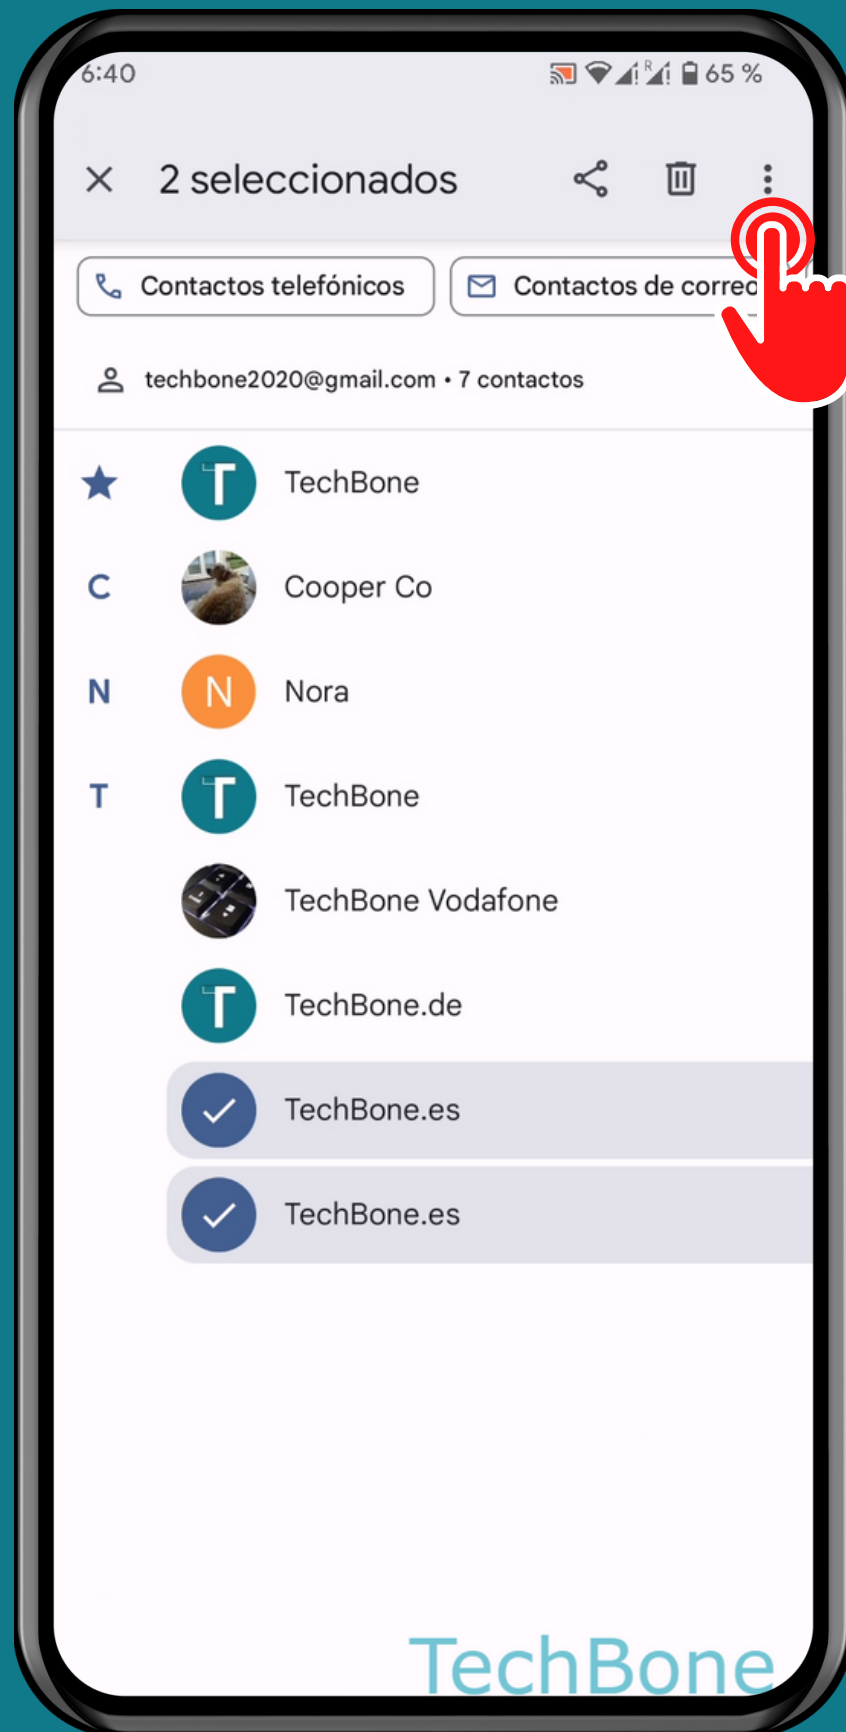 6:40 R 65 %
2 seleccionados
Contactos telefónicos Contactos de correo
techbone2020@gmail.com • 7 contactos
T TechBone
C Cooper Co
N N Nora
T T TechBone
TechBone Vodafone
T TechBone.de
TechBone.es
TechBone.es
TechBone